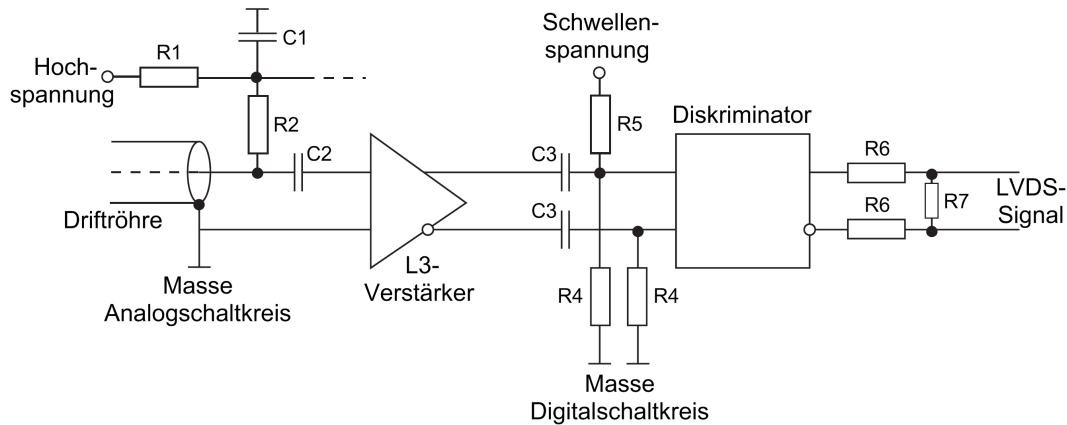 C1
R1
Hoch-
spannung
R2
C2
Driftröhre
Masse
Analogschaltkreis
L3-
Verstärker
Schwellen-
spannung
R5
C3
C3
R4
R4
Masse
Digitalschaltkreis
Diskriminator
R6
R6
R7
LVDS-
Signal